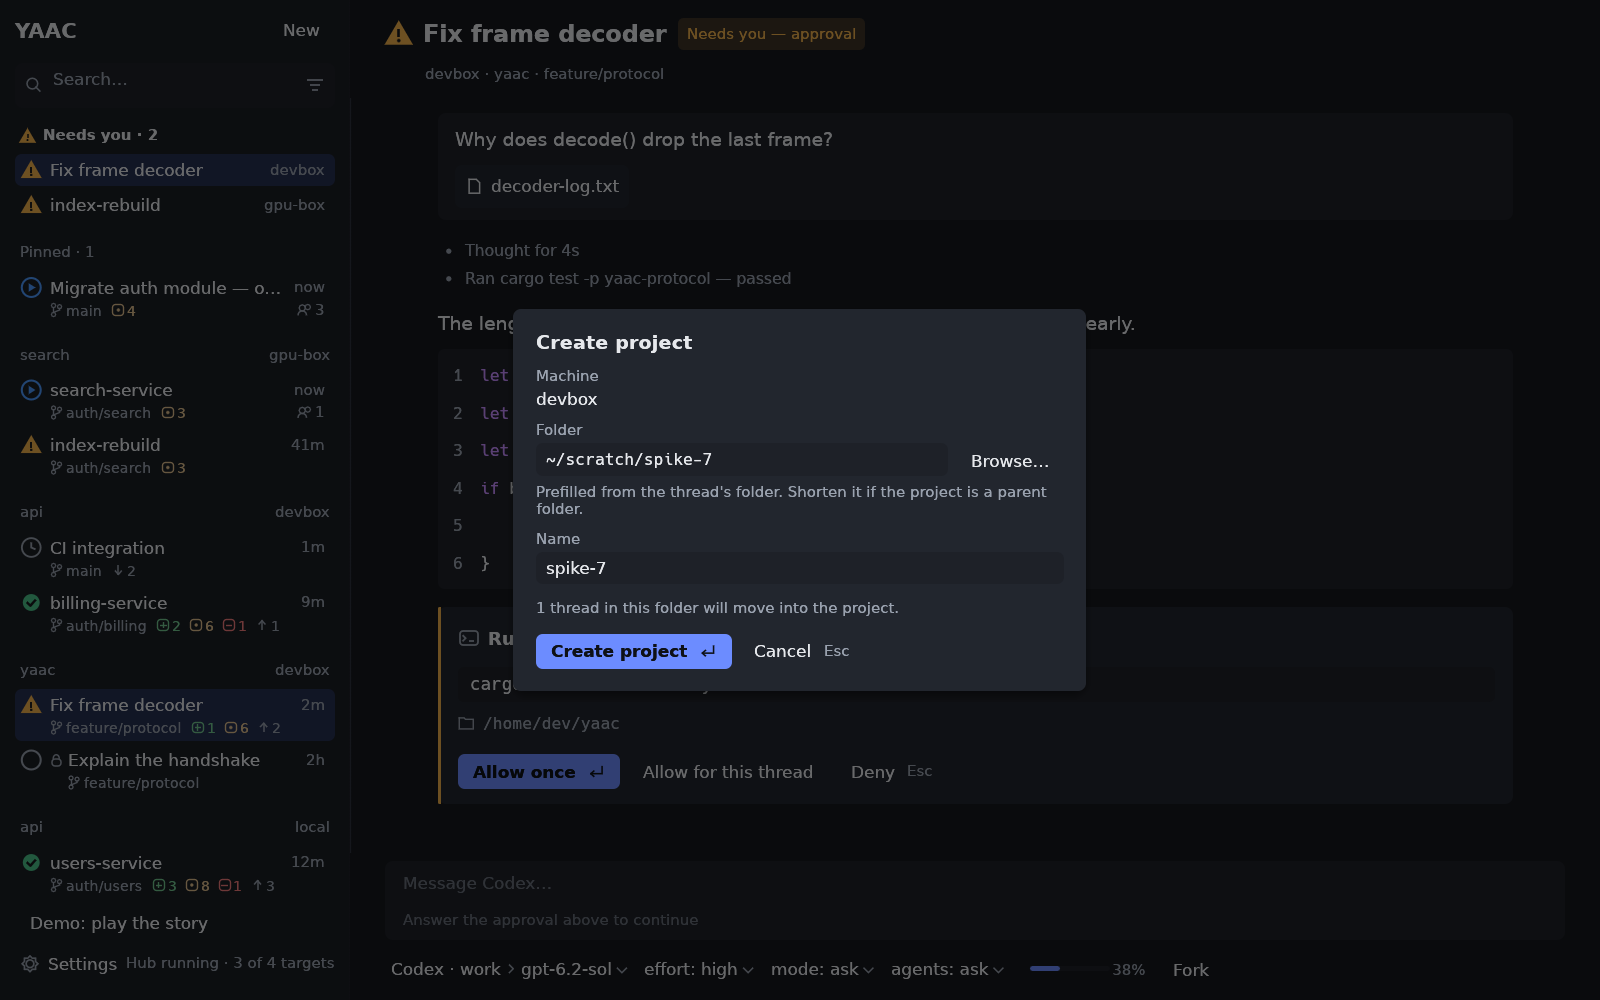 YAAC
New
Search…
Needs you · 2
Fix frame decoder devbox
index-rebuild gpu-box
Pinned · 1
Migrate auth module — o… now
main 4 3
search gpu-box
search-service now
auth/search 3 1
index-rebuild 41m
auth/search 3
api devbox
CI integration 1m
main 2
billing-service 9m
auth/billing 2 6 1 1
yaac devbox
Fix frame decoder 2m
feature/protocol 1 6 2
Explain the handshake 2h
feature/protocol
api local
users-service 12m
auth/users 3 8 1 3
Demo: play the story
Settings Hub running · 3 of 4 targets
Fix frame decoder Needs you — approval
devbox · yaac · feature/protocol
Why does decode() drop the last frame?
decoder-log.txt
• Thought for 4s
• Ran cargo test -p yaac-protocol — passed
The leng early.
1 let
2 let
3 let
4 if
5
6 }
Create project
Machine
devbox
Folder
~/scratch/spike-7 Browse…
Prefilled from the thread's folder. Shorten it if the project is a parent
folder.
Name
spike-7
1 thread in this folder will move into the project.
Create project Cancel Esc
Ru
carg
/home/dev/yaac
Allow once Allow for this thread Deny Esc
Message Codex…
Answer the approval above to continue
Codex · work gpt-6.2-sol effort: high mode: ask agents: ask 38% Fork